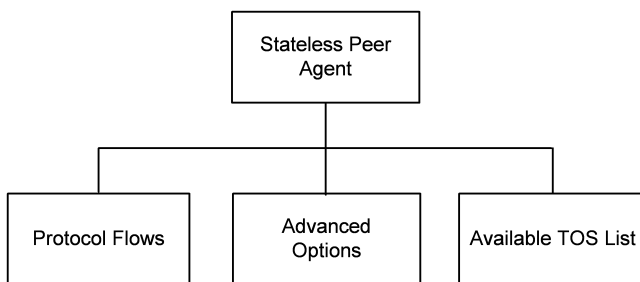 Stateless Peer
Agent
Protocol Flows
Advanced
Options
Available TOS List